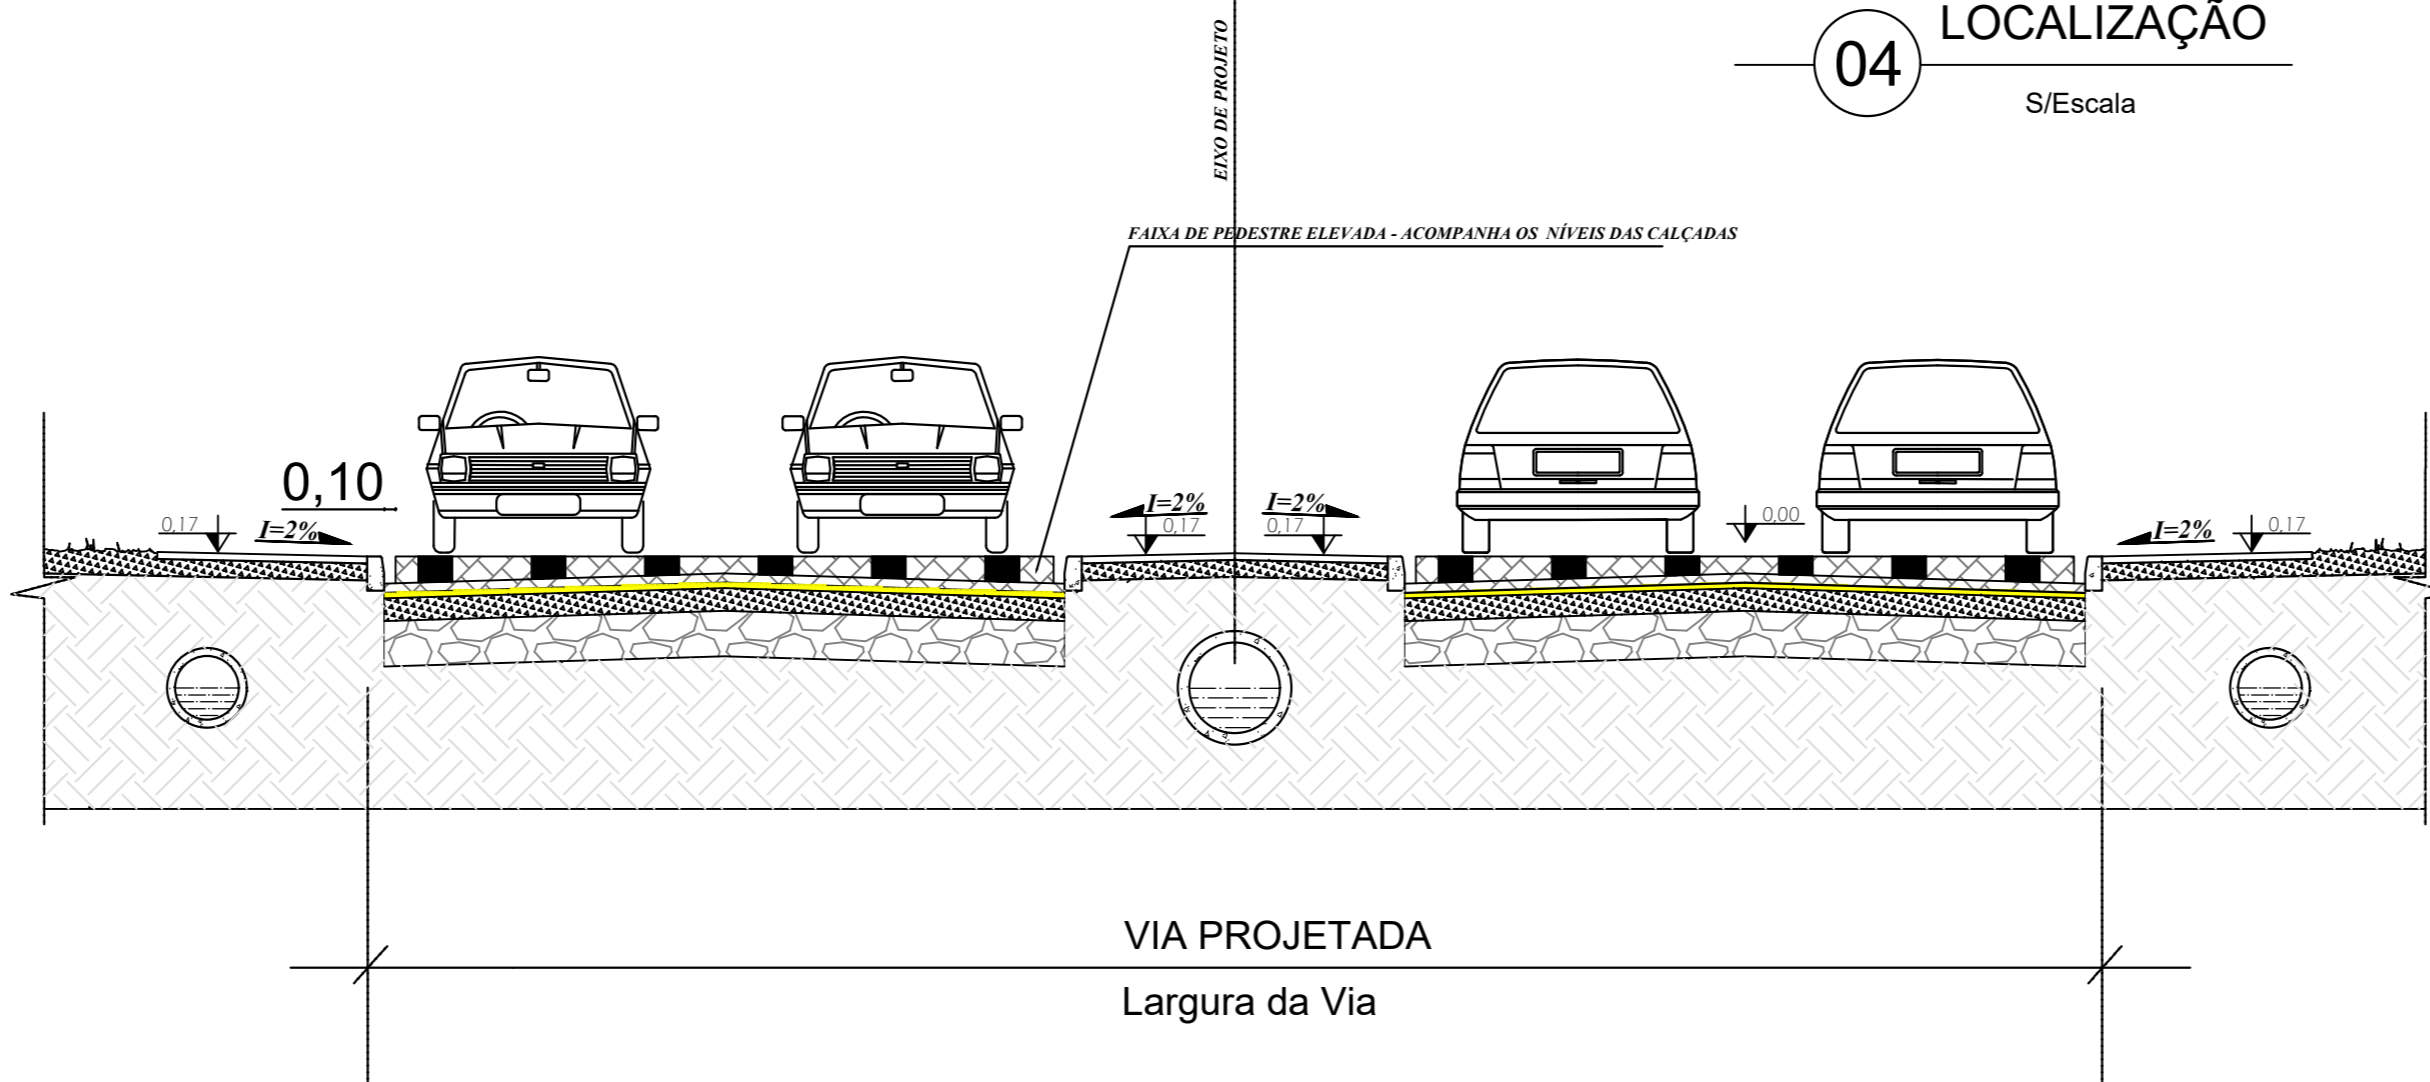 LOCALIZAÇÃO
04
S/Escala
EIXO DE PROJETO
FAIXA DE PEDESTRE ELEVADA - ACOMPANHA OS NÍVEIS DAS CALÇADAS
0,10
0,17
I=2%
I=2%
0,17
I=2%
0,17
0,00
I=2%
0,17
VIA PROJETADA
Largura da Via